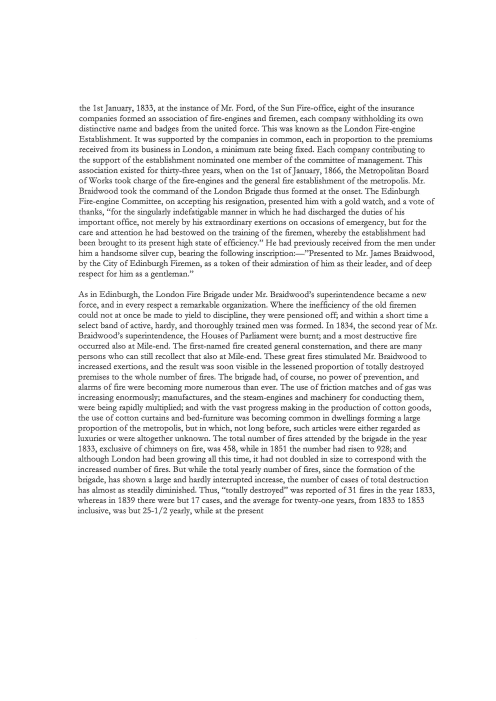 the 1st January, 1833, at the instance of Mr. Ford, of the Sun Fire-office, eight of the insurance
companies formed an association of fire-engines and firemen, each company withholding its own
distinctive name and badges from the united force. This was known as the London Fire-engine
Establishment. It was supported by the companies in common, each in proportion to the premiums
received from its business in London, a minimum rate being fixed. Each company contributing to
the support of the establishment nominated one member of the committee of management. This
association existed for thirty-three years, when on the 1st of January, 1866, the Metropolitan Board
of Works took charge of the fire-engines and the general fire establishment of the metropolis. Mr.
Braidwood took the command of the London Brigade thus formed at the onset. The Edinburgh
Fire-engine Committee, on accepting his resignation, presented him with a gold watch, and a vote of
thanks, “for the singularly indefatigable manner in which he had discharged the duties of his
important office, not merely by his extraordinary exertions on occasions of emergency, but for the
care and attention he had bestowed on the training of the firemen, whereby the establishment had
been brought to its present high state of efficiency.” He had previously received from the men under
him a handsome silver cup, bearing the following inscription:—”Presented to Mr. James Braidwood,
by the City of Edinburgh Firemen, as a token of their admiration of him as their leader, and of deep
respect for him as a gentleman.”
As in Edinburgh, the London Fire Brigade under Mr. Braidwood’s superintendence became a new
force, and in every respect a remarkable organization. Where the inefficiency of the old firemen
could not at once be made to yield to discipline, they were pensioned off; and within a short time a
select band of active, hardy, and thoroughly trained men was formed. In 1834, the second year of Mr.
Braidwood’s superintendence, the Houses of Parliament were burnt; and a most destructive fire
occurred also at Mile-end. The first-named fire created general consternation, and there are many
persons who can still recollect that also at Mile-end. These great fires stimulated Mr. Braidwood to
increased exertions, and the result was soon visible in the lessened proportion of totally destroyed
premises to the whole number of fires. The brigade had, of course, no power of prevention, and
alarms of fire were becoming more numerous than ever. The use of friction matches and of gas was
increasing enormously; manufactures, and the steam-engines and machinery for conducting them,
were being rapidly multiplied; and with the vast progress making in the production of cotton goods,
the use of cotton curtains and bed-furniture was becoming common in dwellings forming a large
proportion of the metropolis, but in which, not long before, such articles were either regarded as
luxuries or were altogether unknown. The total number of fires attended by the brigade in the year
1833, exclusive of chimneys on fire, was 458, while in 1851 the number had risen to 928; and
although London had been growing all this time, it had not doubled in size to correspond with the
increased number of fires. But while the total yearly number of fires, since the formation of the
brigade, has shown a large and hardly interrupted increase, the number of cases of total destruction
has almost as steadily diminished. Thus, “totally destroyed” was reported of 31 fires in the year 1833,
whereas in 1839 there were but 17 cases, and the average for twenty-one years, from 1833 to 1853
inclusive, was but 25-1/2 yearly, while at the present